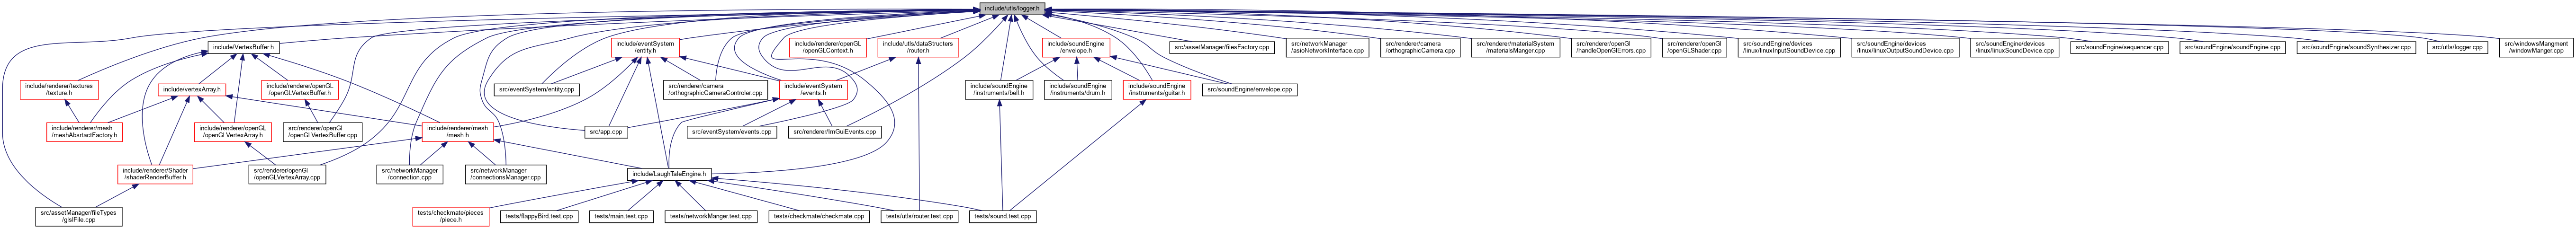 include/utls/logger.h
include/VertexBuffer.h
include/eventSystem
/entity.h
include/renderer/openGL
/openGLContext.h
include/utls/dataStructers
/router.h
include/soundEngine
/envelope.h
src/assetManager/filesFactory.cpp
src/networkManager
/asioNetworkInterface.cpp
src/renderer/camera
/orthographicCamera.cpp
src/renderer/materialSystem
/materialsManger.cpp
src/renderer/openGl
/handleOpenGlErrors.cpp
src/renderer/openGl
/openGLShader.cpp
src/soundEngine/devices
/linux/linuxInputSoundDevice.cpp
src/soundEngine/devices
/linux/linuxOutputSoundDevice.cpp
src/soundEngine/devices
/linux/linuxSoundDevice.cpp
src/soundEngine/sequencer.cpp
src/soundEngine/soundEngine.cpp
src/soundEngine/soundSynthesizer.cpp
src/utls/logger.cpp
src/windowsMangment
/windowManger.cpp
include/renderer/textures
/texture.h
include/vertexArray.h
include/renderer/openGL
/openGLVertexBuffer.h
src/eventSystem/entity.cpp
src/renderer/camera
/orthographicCameraControler.cpp
include/eventSystem
/events.h
include/soundEngine
/instruments/bell.h
include/soundEngine
/instruments/drum.h
include/soundEngine
/instruments/guitar.h
src/soundEngine/envelope.cpp
include/renderer/mesh
/meshAbsrtactFactory.h
include/renderer/openGL
/openGLVertexArray.h
src/renderer/openGl
/openGLVertexBuffer.cpp
include/renderer/mesh
/mesh.h
src/app.cpp
src/eventSystem/events.cpp
src/renderer/ImGuiEvents.cpp
include/renderer/Shader
/shaderRenderBuffer.h
src/renderer/openGl
/openGLVertexArray.cpp
src/networkManager
/connection.cpp
src/networkManager
/connectionsManager.cpp
include/LaughTaleEngine.h
src/assetManager/fileTypes
/glslFile.cpp
tests/checkmate/pieces
/piece.h
tests/flappyBird.test.cpp
tests/main.test.cpp
tests/networkManger.test.cpp
tests/checkmate/checkmate.cpp
tests/utls/router.test.cpp
tests/sound.test.cpp